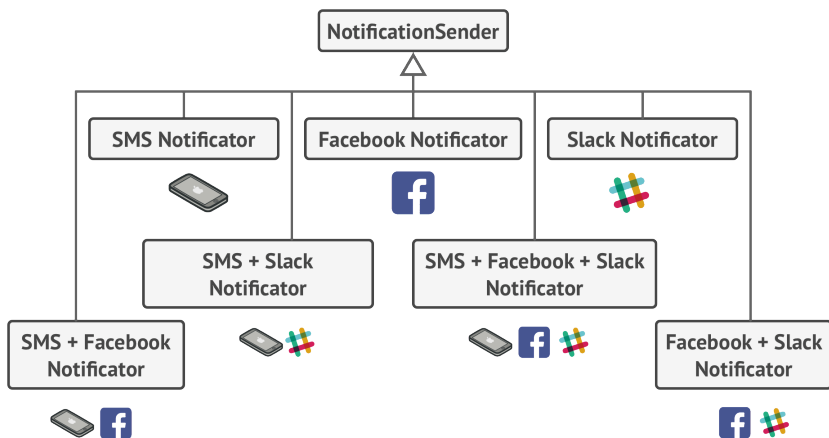 NotificationSender
SMS Notificator
Facebook Notificator
Slack Notificator
SMS + Slack
Notificator
SMS + Facebook + Slack
Notificator
SMS + Facebook
Notificator
Facebook + Slack
Notificator